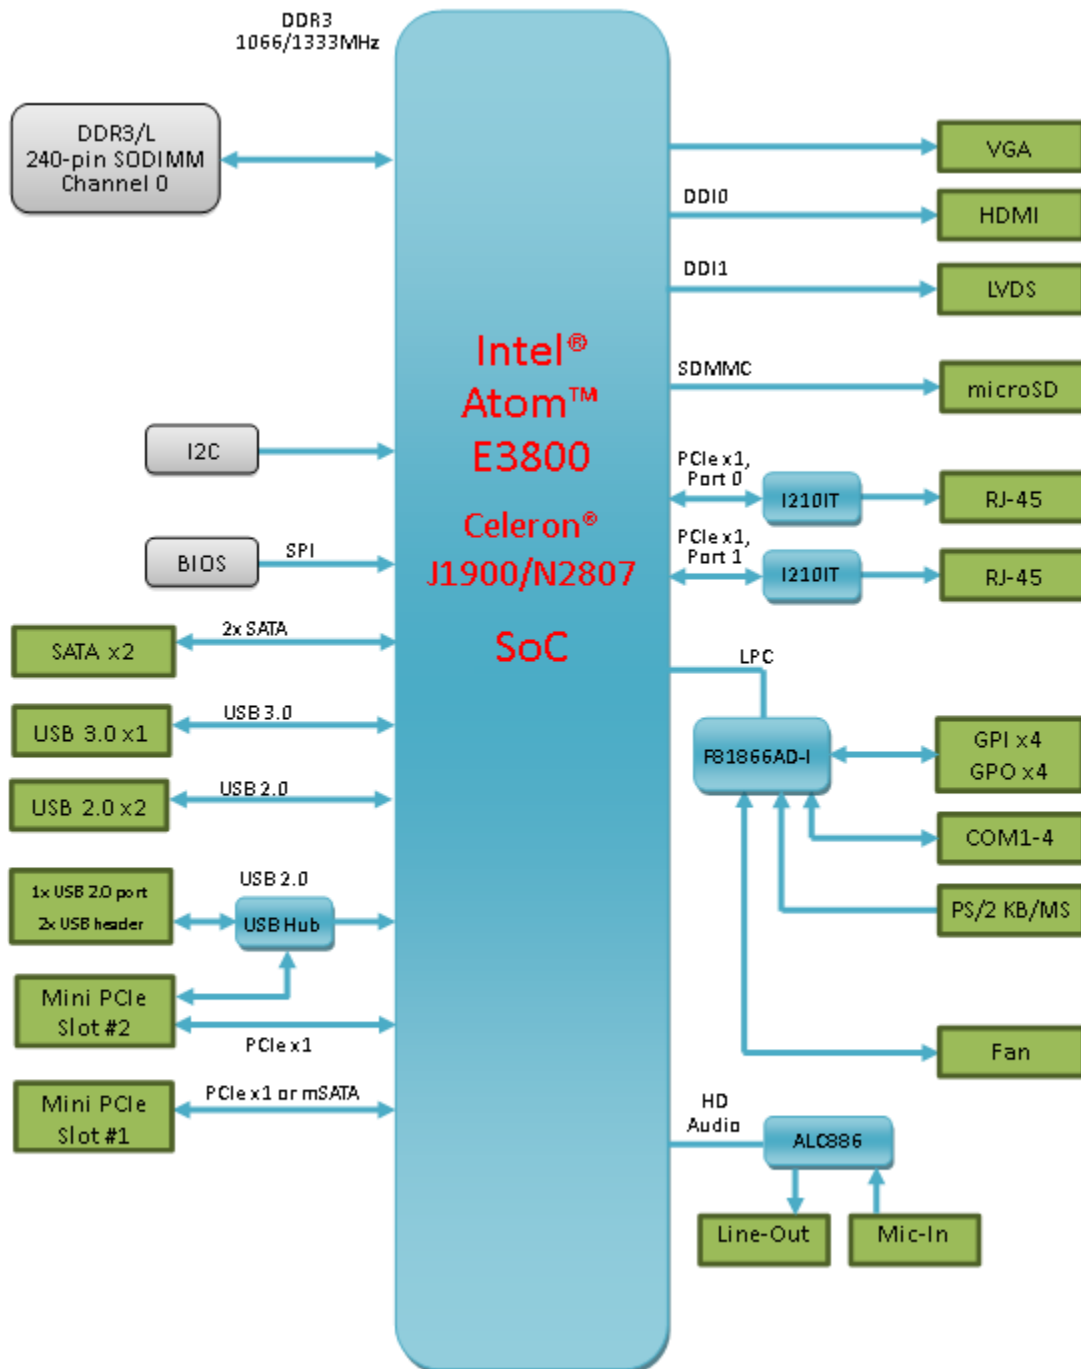 DDR3
1066/1333MHz
DDR3/L
240-pin SODIMM
Channel 0
I2C
BIOS
SPI
SATA x2
2x SATA
USB 3.0 x1
USB 3.0
USB 2.0 x2
USB 2.0
1x USB 2.0 port
2x USB header
USB 2.0
USB Hub
Mini PCIe
Slot #2
PCIe x1
Mini PCIe
Slot #1
PCIe x1 or mSATA
Intel®
Atom™
E3800
Celeron®
J1900/N2807
SoC
VGA
DDI0
HDMI
DDI1
LVDS
SDMMC
microSD
PCIe x1,
Port 0
I210IT
RJ-45
PCIe x1,
Port 1
I210IT
RJ-45
LPC
F81866AD-I
GPI x4
GPO x4
COM1-4
PS/2 KB/MS
Fan
HD
Audio
ALC886
Line-Out
Mic-In